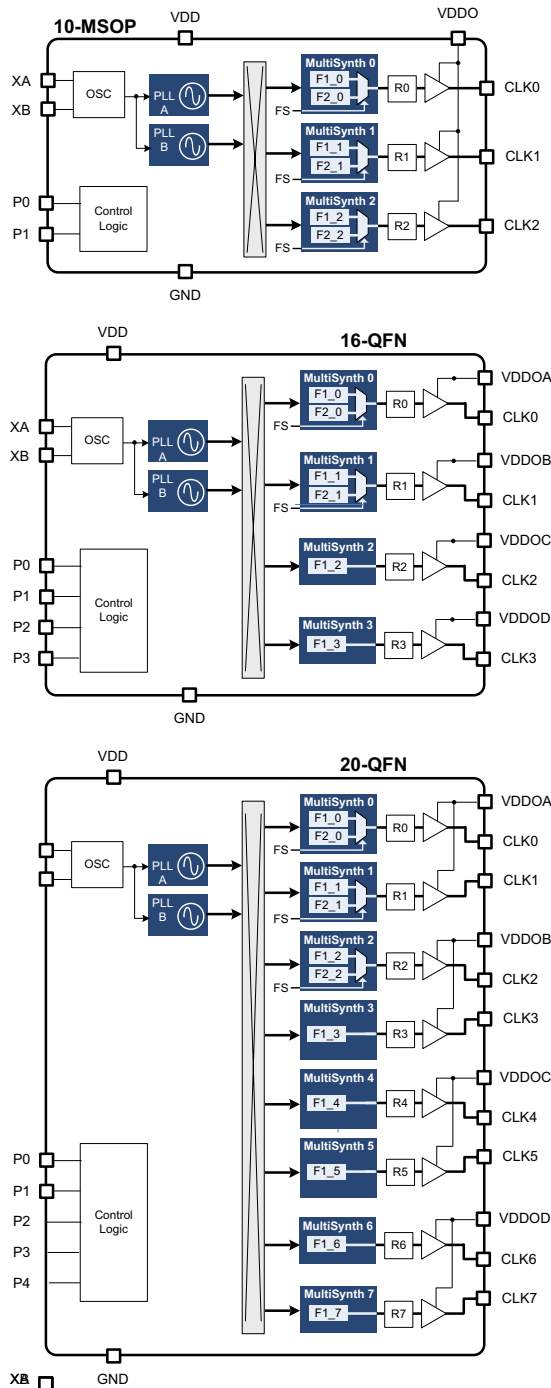 10-MSOP
VDD
VDDO
XA
XB
OSC
PLL
A
PLL
B
MultiSynth 0
F1_0
F2_0
FS
R0
CLK0
MultiSynth 1
F1_1
F2_1
FS
R1
CLK1
MultiSynth 2
F1_2
F2_2
FS
R2
CLK2
P0
P1
Control
Logic
GND
16-QFN
VDD
XA
XB
OSC
PLL
A
PLL
B
MultiSynth 0
F1_0
F2_0
FS
R0
VDDOA
CLK0
MultiSynth 1
F1_1
F2_1
FS
R1
VDDOB
CLK1
MultiSynth 2
F1_2
R2
VDDOC
CLK2
MultiSynth 3
F1_3
R3
VDDOD
CLK3
P0
P1
P2
P3
Control
Logic
GND
20-QFN
VDD
OSC
PLL
A
PLL
B
MultiSynth 0
F1_0
F2_0
FS
R0
VDDOA
CLK0
MultiSynth 1
F1_1
F2_1
FS
R1
CLK1
MultiSynth 2
F1_2
F2_2
FS
R2
VDDOB
CLK2
MultiSynth 3
F1_3
R3
CLK3
MultiSynth 4
F1_4
R4
VDDOC
CLK4
MultiSynth 5
F1_5
R5
CLK5
MultiSynth 6
F1_6
R6
VDDOD
CLK6
MultiSynth 7
F1_7
R7
CLK7
P0
P1
P2
P3
P4
Control
Logic
GND